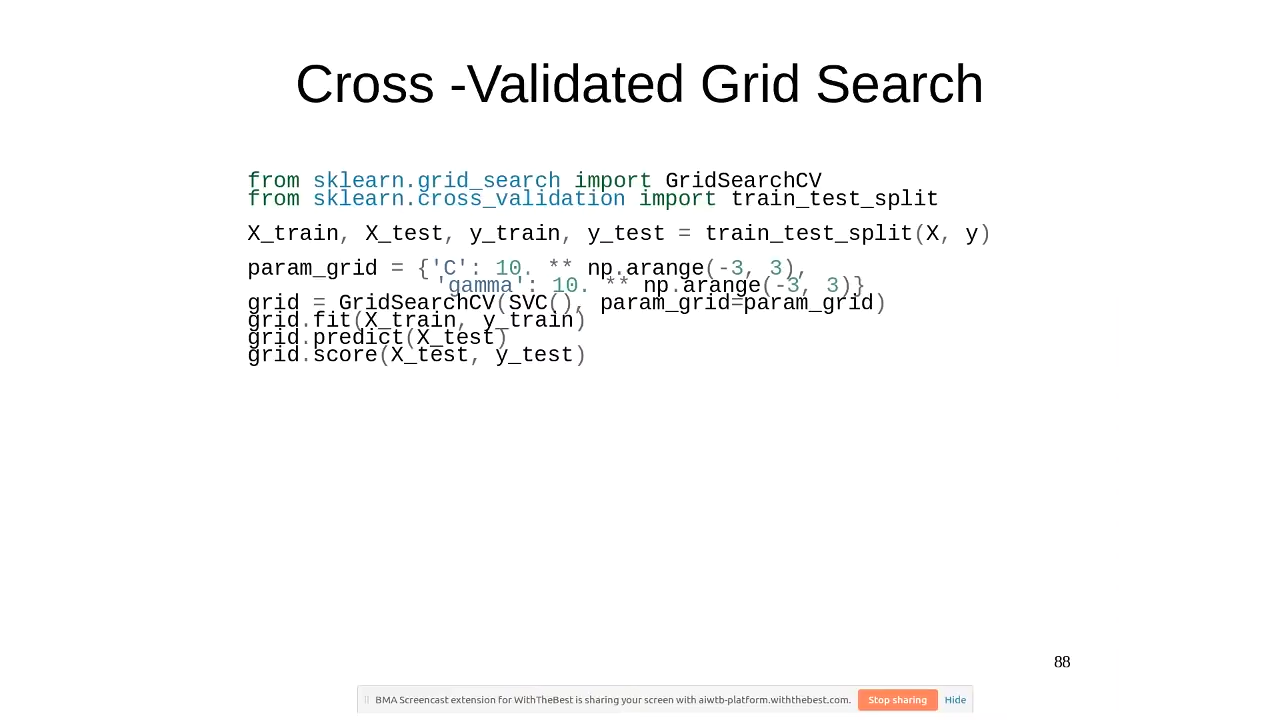 Cross -Validated Grid Search
from sklearn.grid_search import GridSearchCV
from sklearn.cross_validation import train_test_split
X_train, X_test, y_train, y_test = train_test_split(X, y)
param_grid = {'C': 10. ** np.arange(-3, 3),
'gamma': 10. ** np.arange(-3, 3)}
grid = GridSearchCV(SVC(), param_grid=param_grid)
grid.fit(X_train, y_train)
grid.predict(X_test)
grid.score(X_test, y_test)
88
BMA Screencast extension for WithTheBest is sharing your screen with aiwtb-platform.withthebest.com. Stop sharing Hide